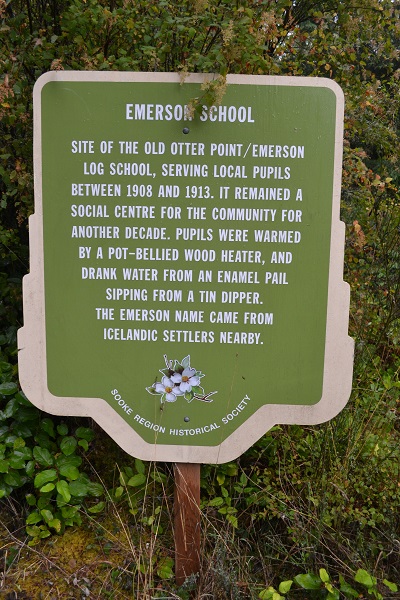 EMERSON SCHOOL
SITE OF THE OLD OTTER POINT/EMERSON
LOG SCHOOL, SERVING LOCAL PUPILS
BETWEEN 1908 AND 1913. IT REMAINED A
SOCIAL CENTRE FOR THE COMMUNITY FOR
ANOTHER DECADE. PUPILS WERE WARMED
BY A POT-BELLIED WOOD HEATER, AND
DRANK WATER FROM AN ENAMEL PAIL
SIPPING FROM A TIN DIPPER.
THE EMERSON NAME CAME FROM
ICELANDIC SETTLERS NEARBY.
SOOKE REGION HISTORICAL SOCIETY